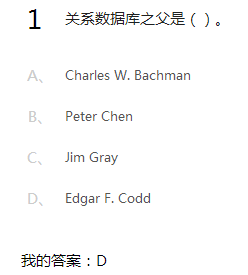 1 关系数据库之父是 ( ) 。
A、 Charles W. Bachman
B、 Peter Chen
C、 Jim Gray
D、 Edgar F. Codd
我的答案：D